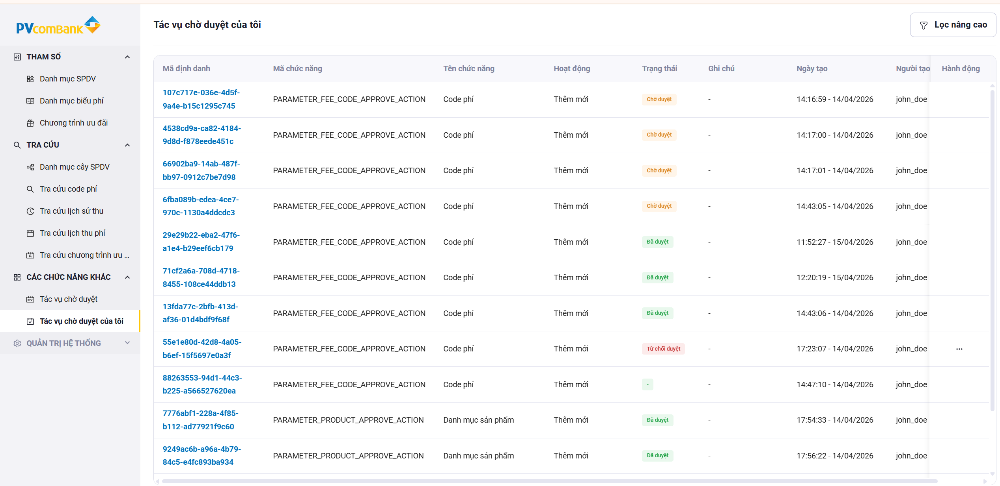 PVcomBank
THAM SỐ
Danh mục SPDV
Danh mục biểu phí
Chương trình ưu đãi
TRA CỨU
Danh mục cây SPDV
Tra cứu code phí
Tra cứu lịch sử thu
Tra cứu lịch thu phí
Tra cứu chương trình ưu ...
CÁC CHỨC NĂNG KHÁC
Tác vụ chờ duyệt
Tác vụ chờ duyệt của tôi
QUẢN TRỊ HỆ THỐNG
Tác vụ chờ duyệt của tôi
Lọc nâng cao
Mã định danh Mã chức năng Tên chức năng Hoạt động Trạng thái Ghi chú Ngày tạo Người tạo Hành động
107c717e-036e-4d5f-
9a4e-b15c1295c745 PARAMETER_FEE_CODE_APPROVE_ACTION Code phí Thêm mới Chờ duyệt - 14:16:59 - 14/04/2026 john_doe
4538cd9a-ca82-4184-
9d8d-f878eede451c PARAMETER_FEE_CODE_APPROVE_ACTION Code phí Thêm mới Chờ duyệt - 14:17:00 - 14/04/2026 john_doe
66902ba9-14ab-487f-
bb97-0912c7be7d98 PARAMETER_FEE_CODE_APPROVE_ACTION Code phí Thêm mới Chờ duyệt - 14:17:01 - 14/04/2026 john_doe
6fba089b-edea-4ce7-
970c-1130a4ddcdc3 PARAMETER_FEE_CODE_APPROVE_ACTION Code phí Thêm mới Chờ duyệt - 14:43:05 - 14/04/2026 john_doe
29e29b22-eba2-47f6-
a1e4-b29eef6cb179 PARAMETER_FEE_CODE_APPROVE_ACTION Code phí Thêm mới Đã duyệt - 11:52:27 - 15/04/2026 john_doe
71cf2a6a-708d-4718-
8455-108ce44ddb13 PARAMETER_FEE_CODE_APPROVE_ACTION Code phí Thêm mới Đã duyệt - 12:20:19 - 15/04/2026 john_doe
13fda77c-2bfb-413d-
af36-01d4bdf9f68f PARAMETER_FEE_CODE_APPROVE_ACTION Code phí Thêm mới Đã duyệt - 14:43:06 - 14/04/2026 john_doe
55e1e80d-42d8-4a05-
b6ef-15f5697e0a3f PARAMETER_FEE_CODE_APPROVE_ACTION Code phí Thêm mới Từ chối duyệt - 17:23:07 - 14/04/2026 john_doe ...
88263553-94d1-44c3-
b225-a566527620ea PARAMETER_FEE_CODE_APPROVE_ACTION Code phí Thêm mới - - 14:47:10 - 14/04/2026 john_doe
7776abf1-228a-4f85-
b112-ad77921f9c60 PARAMETER_PRODUCT_APPROVE_ACTION Danh mục sản phẩm Thêm mới Đã duyệt - 17:54:33 - 14/04/2026 john_doe
9249ac6b-a96a-4b79-
84c5-e4fc893ba934 PARAMETER_PRODUCT_APPROVE_ACTION Danh mục sản phẩm Thêm mới Đã duyệt - 17:56:22 - 14/04/2026 john_doe